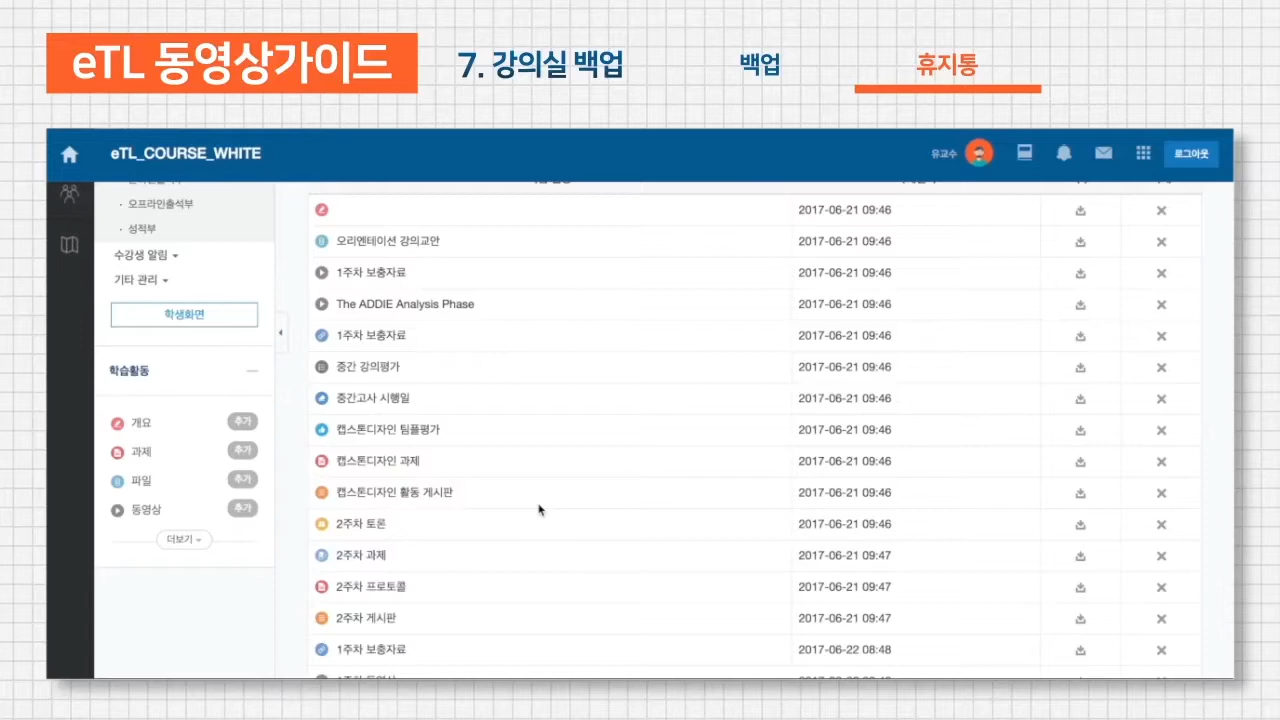 eTL 동영상가이드
7. 강의실 백업
백업
휴지통
eTL_COURSE_WHITE
유교수
로그아웃
· 오프라인출석부
· 성적부
수강생 알림
기타 관리
학생화면
학습활동
개요 추가
과제 추가
파일 추가
동영상 추가
더보기
2017-06-21 09:46
오리엔테이션 강의교안 2017-06-21 09:46
1주차 보충자료 2017-06-21 09:46
The ADDIE Analysis Phase 2017-06-21 09:46
1주차 보충자료 2017-06-21 09:46
중간 강의평가 2017-06-21 09:46
중간고사 시행일 2017-06-21 09:46
캡스톤디자인 팀플평가 2017-06-21 09:46
캡스톤디자인 과제 2017-06-21 09:46
캡스톤디자인 활동 게시판 2017-06-21 09:46
2주차 토론 2017-06-21 09:46
2주차 과제 2017-06-21 09:47
2주차 프로토콜 2017-06-21 09:47
2주차 게시판 2017-06-21 09:47
1주차 보충자료 2017-06-22 08:48